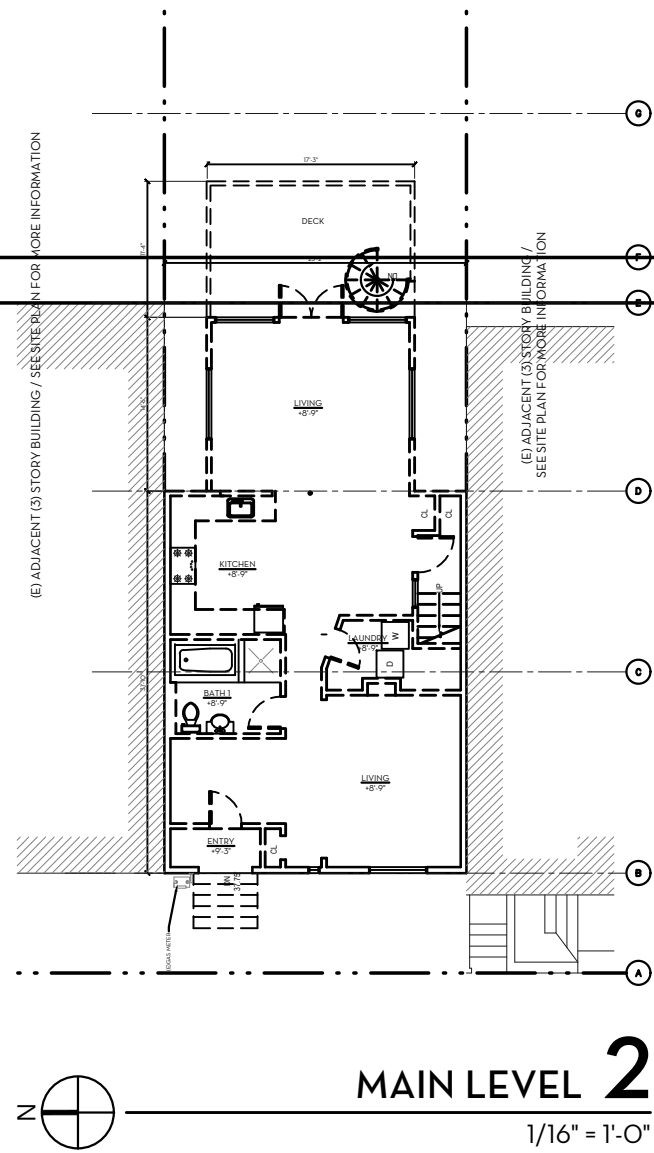 G
17'-3"
(E) ADJACENT (3) STORY BUILDING / SEE SITE PLAN FOR MORE INFORMATION
DECK
F
DN
(E) ADJACENT (3) STORY BUILDING /
SEE SITE PLAN FOR MORE INFORMATION
E
LIVING
+8'-9"
D
CL
CL
KITCHEN
+8'-9"
UP
LAUNDRY
+8'-9"
W
D
C
BATH 1
+8'-9"
LIVING
+8'-9"
ENTRY
+9'-3"
CL
B
DN
(E)GAS METER
A
MAIN LEVEL 2
1/16" = 1'-0"
N